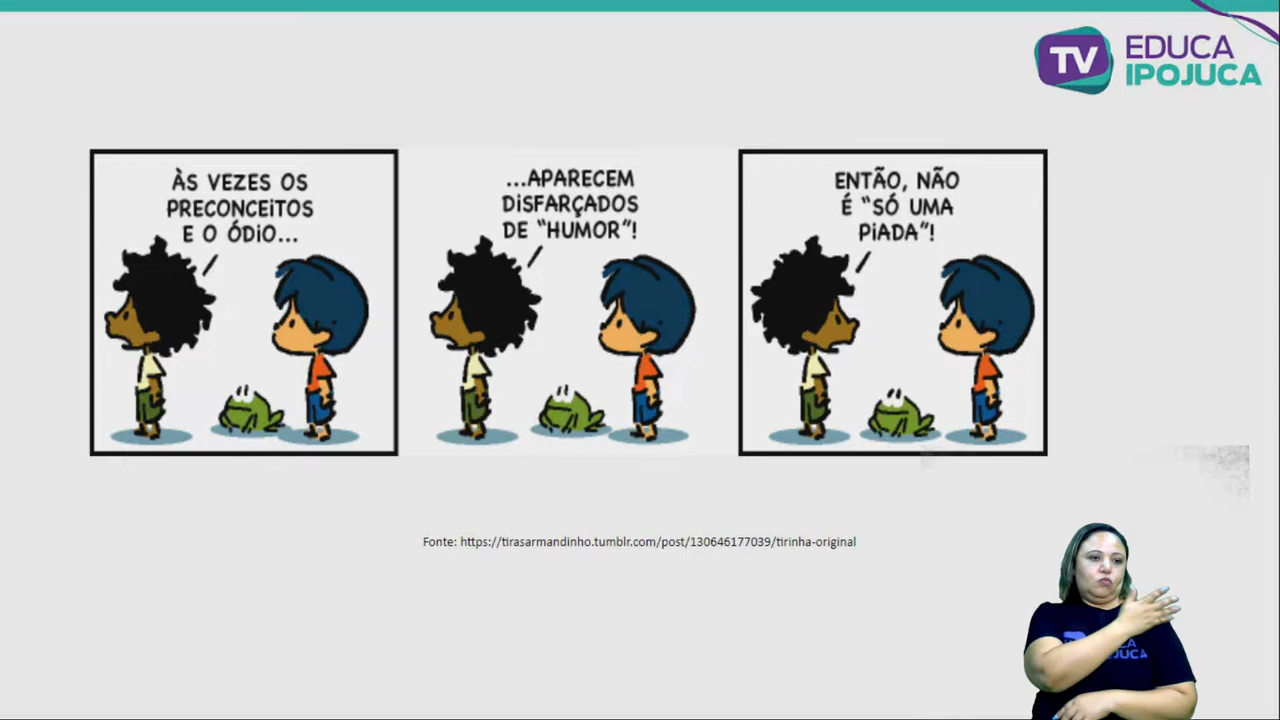 TV
EDUCA
IPOJUCA
ÀS VEZES OS
PRECONCEITOS
E O ÓDIO...
...APARECEM
DISFARÇADOS
DE “HUMOR”!
ENTÃO, NÃO
É “SÓ UMA
PIADA”!
Fonte: https://tirasarmandinho.tumblr.com/post/130646177039/tirinha-original